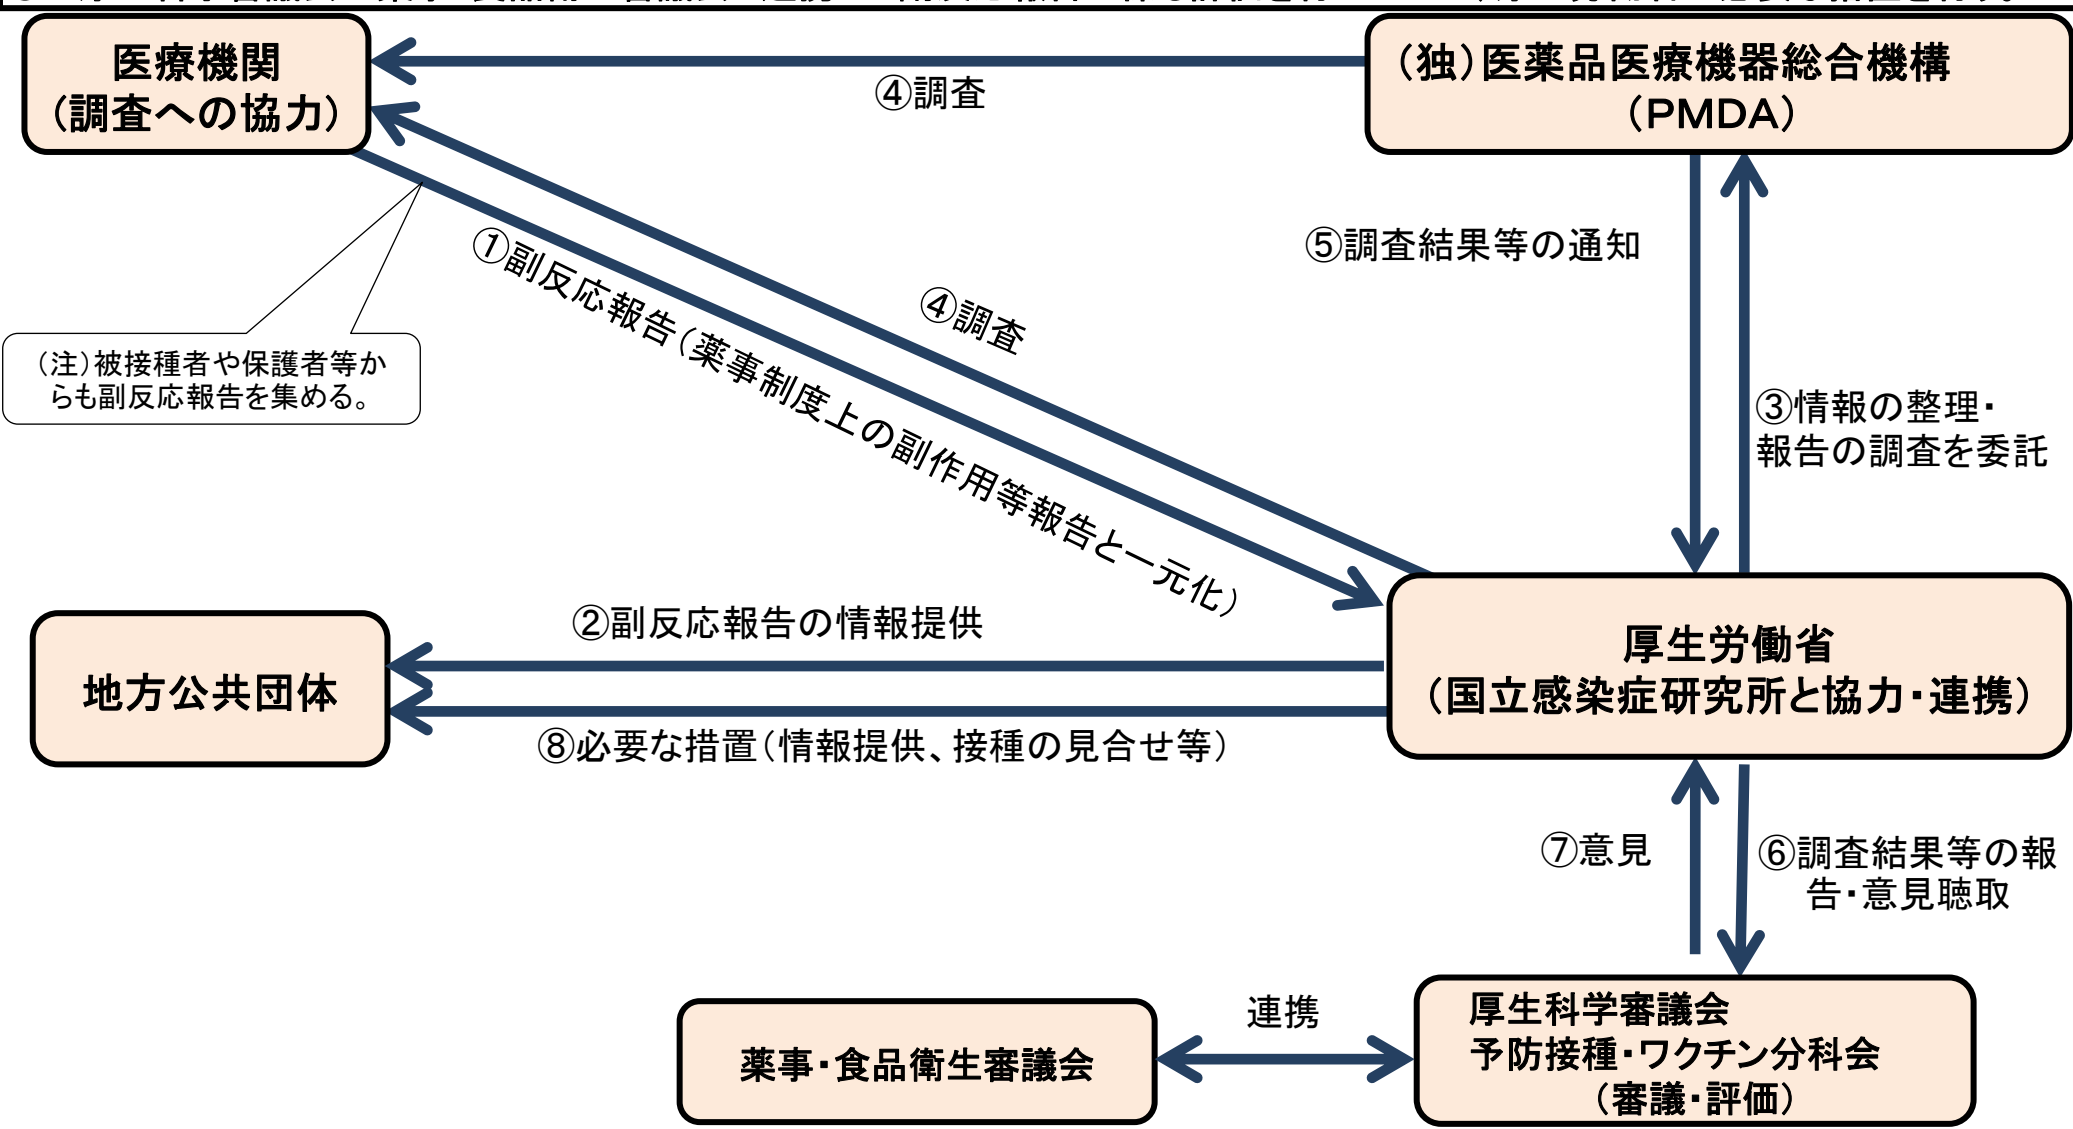 医療機関
(調査への協力)
④調査
(独)医薬品医療機器総合機構
(PMDA)
①副反応報告(薬事制度上の副作用等報告と一元化)
④調査
⑤調査結果等の通知
③情報の整理・
報告の調査を委託
(注)被接種者や保護者等か
らも副反応報告を集める。
②副反応報告の情報提供
地方公共団体
⑧必要な措置(情報提供、接種の見合せ等)
厚生労働省
(国立感染症研究所と協力・連携)
⑦意見
⑥調査結果等の報
告・意見聴取
薬事・食品衛生審議会
連携
厚生科学審議会
予防接種・ワクチン分科会
(審議・評価)